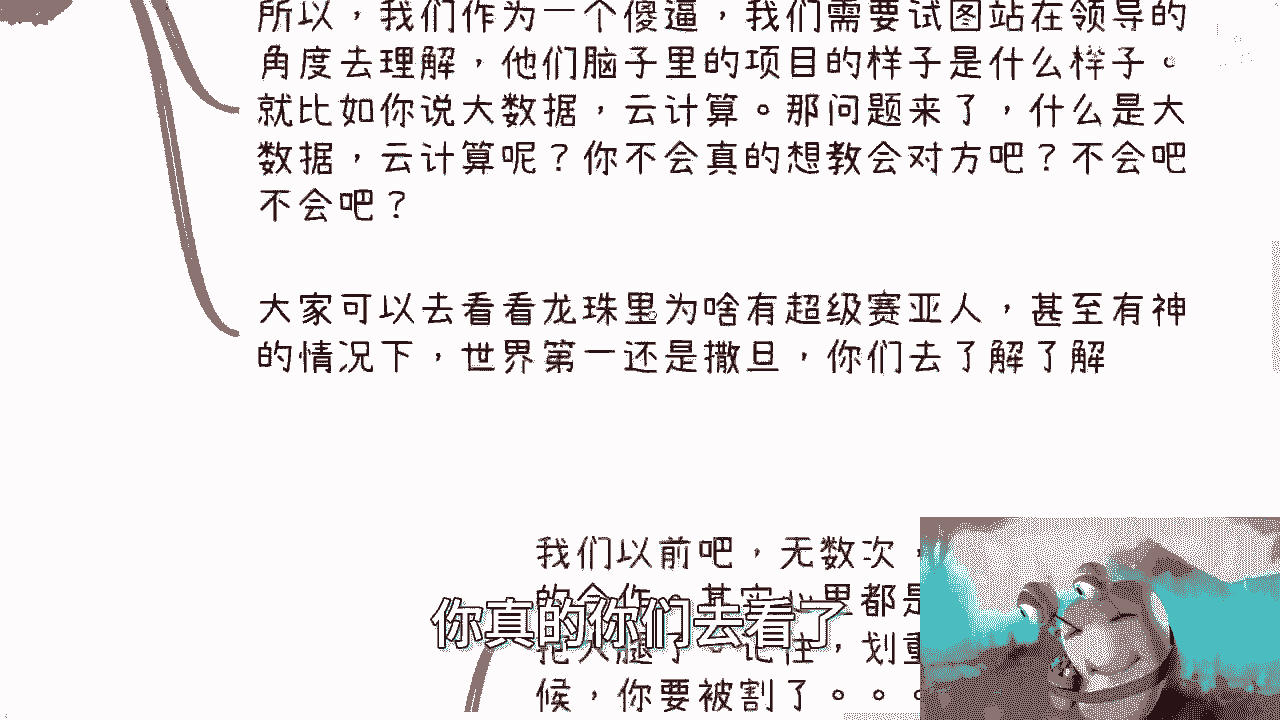 所以，我们作为一个傻逼，我们需要试图站在领导的
角度去理解，他们脑子里的项目的样子是什么样子。
就比如你说大数据，云计算。那问题来了，什么是大
数据，云计算呢？你不会真的想教会对方吧？不会吧
不会吧？
大家可以去看看龙珠里为啥有超级赛亚人，甚至有神
的情况下，世界第一还是撒旦，你们去了解了解
我们以前吧，无数次，
的合作，其实心里都是
你真的你们去看了
抱大腿了。记住，划重
候，你要被割了。。。